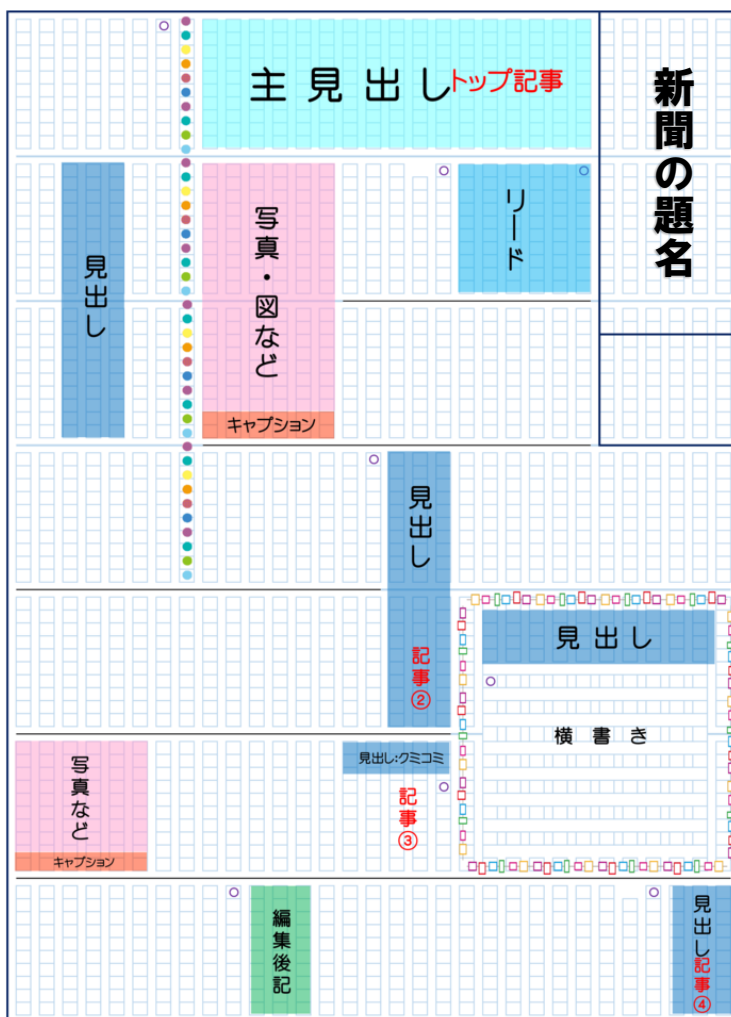 新聞の題名
主見出し
トップ記事
リード
写真・図など
キャプション
見出し
見出し
記事②
見出し
横書き
見出し:クミコミ
記事③
写真など
キャプション
見出し
記事④
編集後記